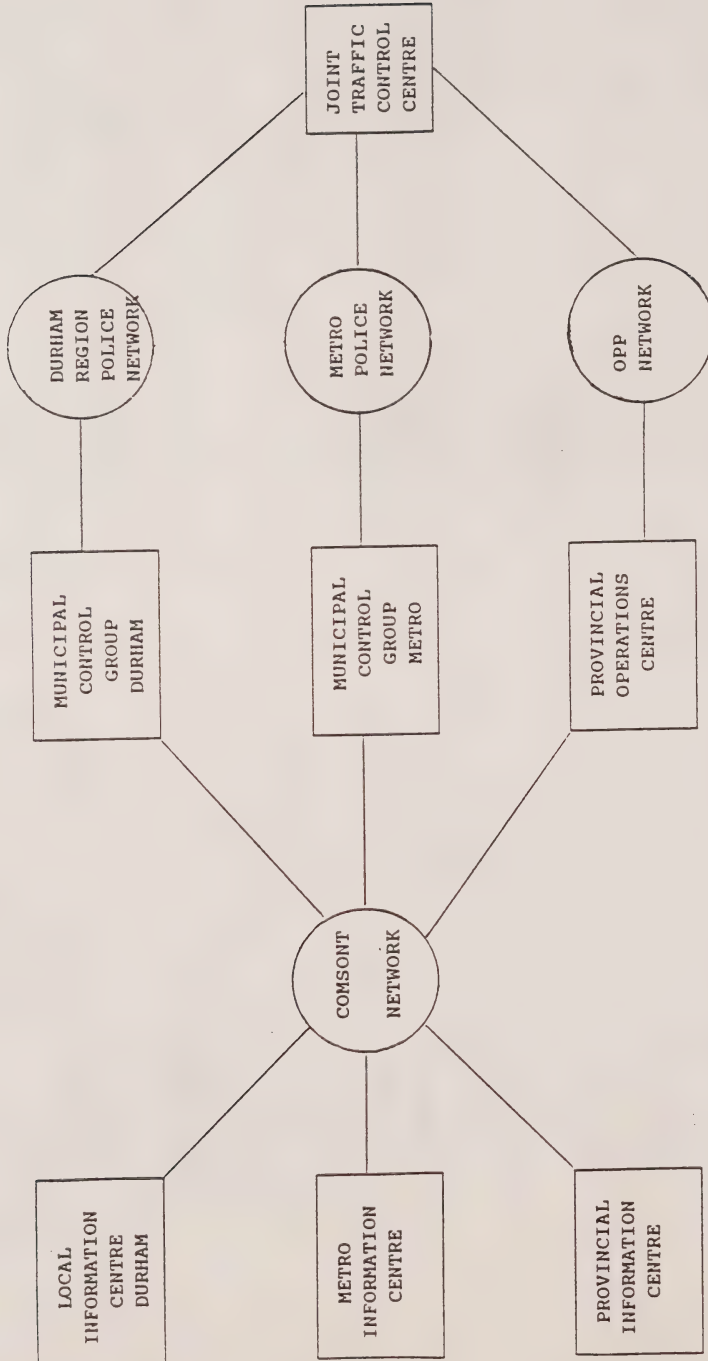 LOCAL
INFORMATION
CENTRE
DURHAM
METRO
INFORMATION
CENTRE
PROVINCIAL
INFORMATION
CENTRE
COMSONT
NETWORK
MUNICIPAL
CONTROL
GROUP
DURHAM
MUNICIPAL
CONTROL
GROUP
METRO
PROVINCIAL
OPERATIONS
CENTRE
DURHAM
REGION
POLICE
NETWORK
METRO
POLICE
NETWORK
OPP
NETWORK
JOINT
TRAFFIC
CONTROL
CENTRE